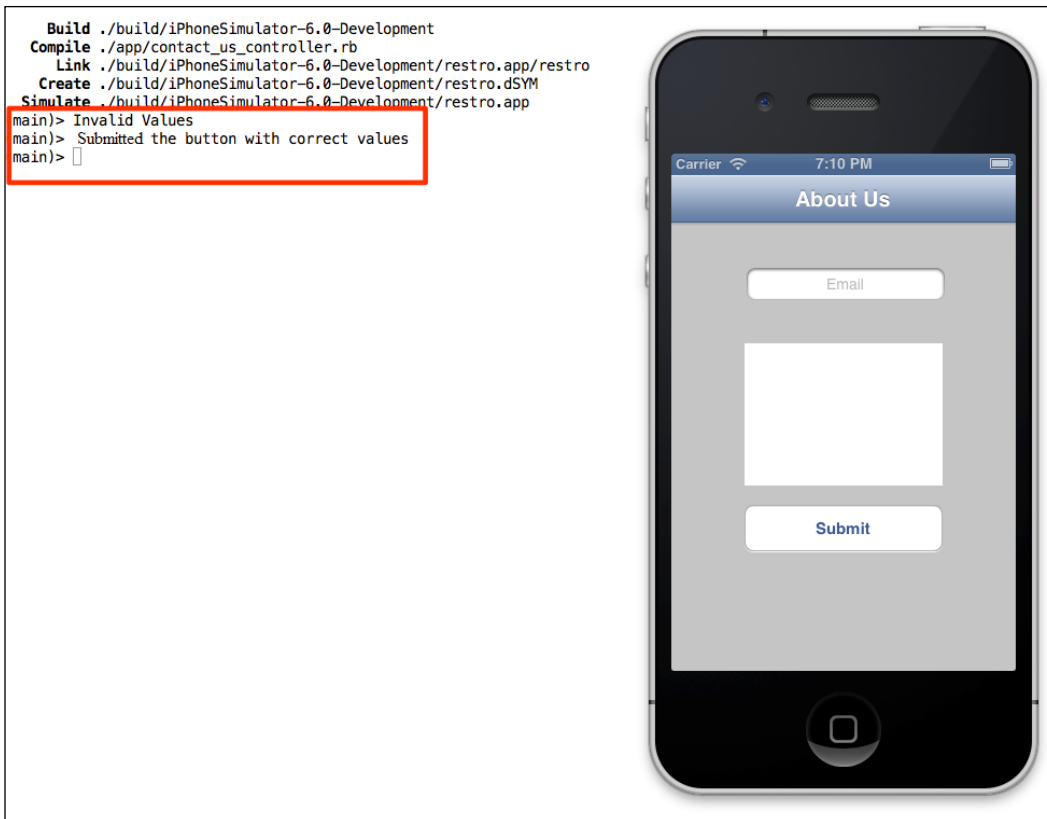 Build ./build/iPhoneSimulator-6.0-Development
Compile ./app/contact_us_controller.rb
Link ./build/iPhoneSimulator-6.0-Development/restro.app/restro
Create ./build/iPhoneSimulator-6.0-Development/restro.dSYM
Simulate ./build/iPhoneSimulator-6.0-Development/restro.app
main)> Invalid Values
main)> Submitted the button with correct values
main)>
Carrier 7:10 PM
About Us
Email
Submit